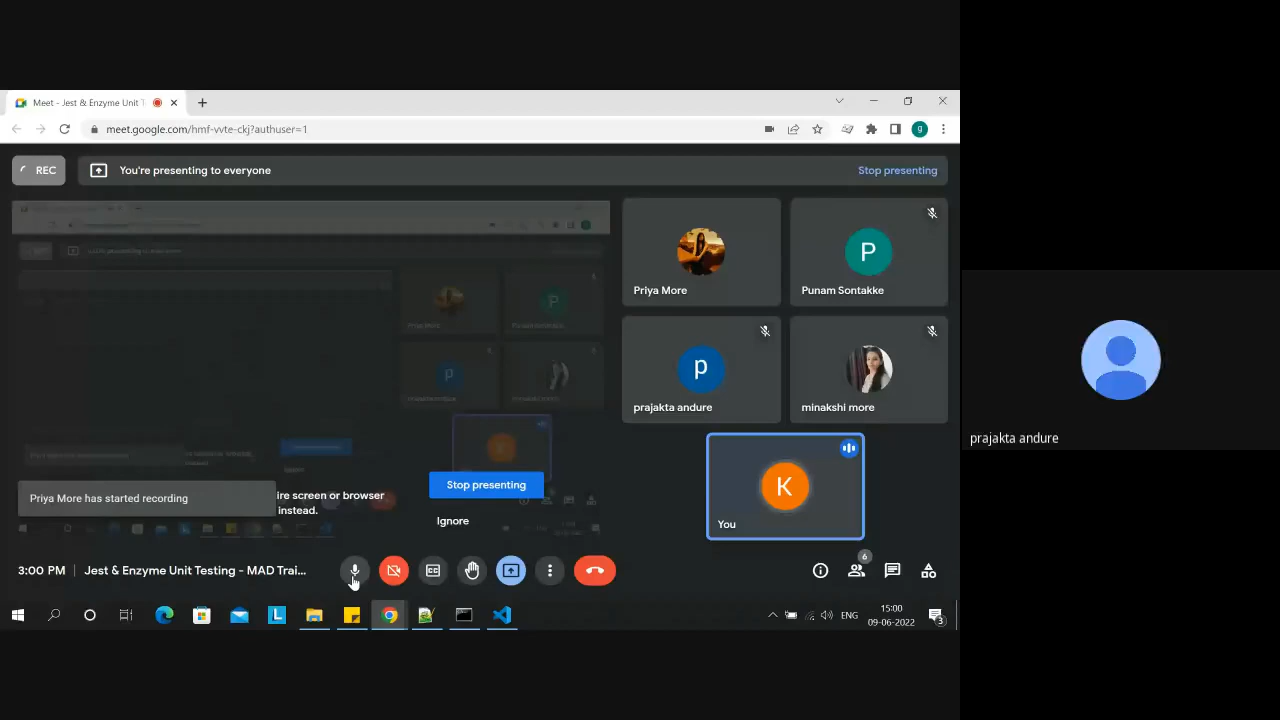 Meet - Jest & Enzyme Unit T
meet.google.com/hmf-vvte-ckj?authuser=1
g
REC
You're presenting to everyone
Stop presenting
Priya More
P
Punam Sontakke
p
prajakta andure
minakshi more
K
You
Priya More has started recording
ire screen or browser
instead.
Stop presenting
Ignore
3:00 PM | Jest & Enzyme Unit Testing - MAD Trai...
CC
6
L
ENG
15:00
09-06-2022
3
prajakta andure